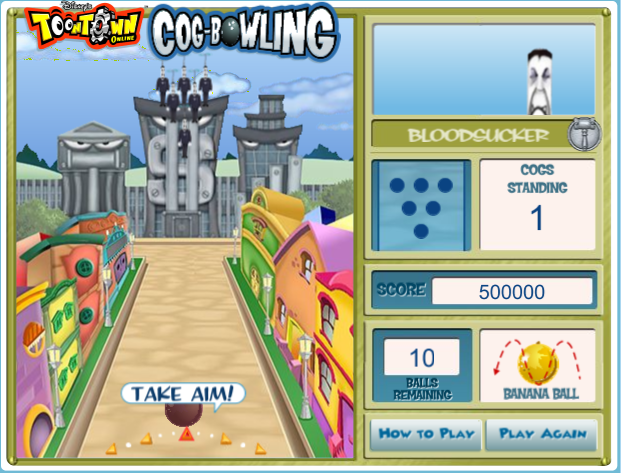 Disney's
TOONTOWN
ONLINE
COG-BOWLING
BLOODSUCKER
COGS
STANDING
1
SCORE 500000
10
BALLS
REMAINING
BANANA BALL
TAKE AIM!
HOW TO PLAY
PLAY AGAIN